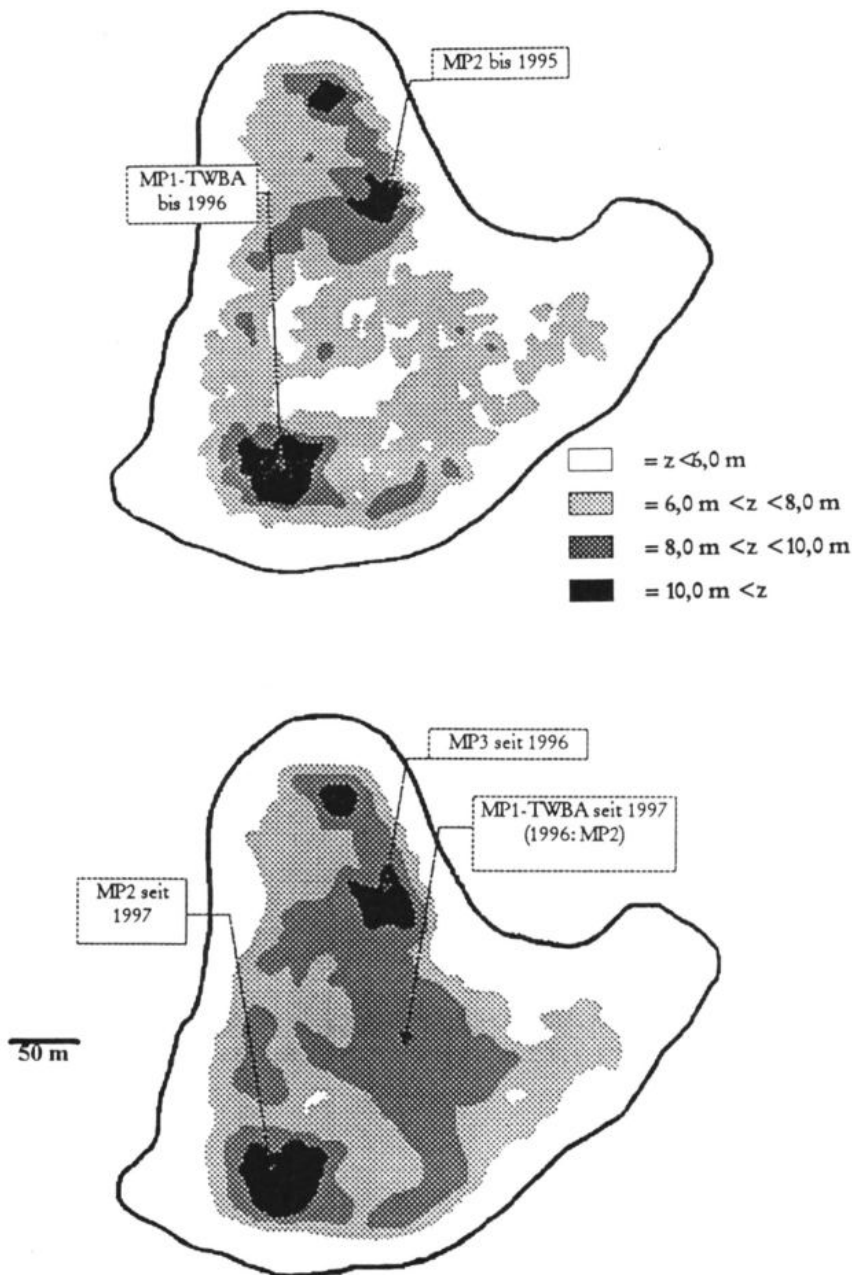 MP2 bis 1995
MP1-TWBA
bis 1996
= z <6,0 m
= 6,0 m <z <8,0 m
= 8,0 m <z <10,0 m
= 10,0 m <z
MP3 seit 1996
MP1-TWBA seit 1997
(1996: MP2)
MP2 seit
1997
50 m